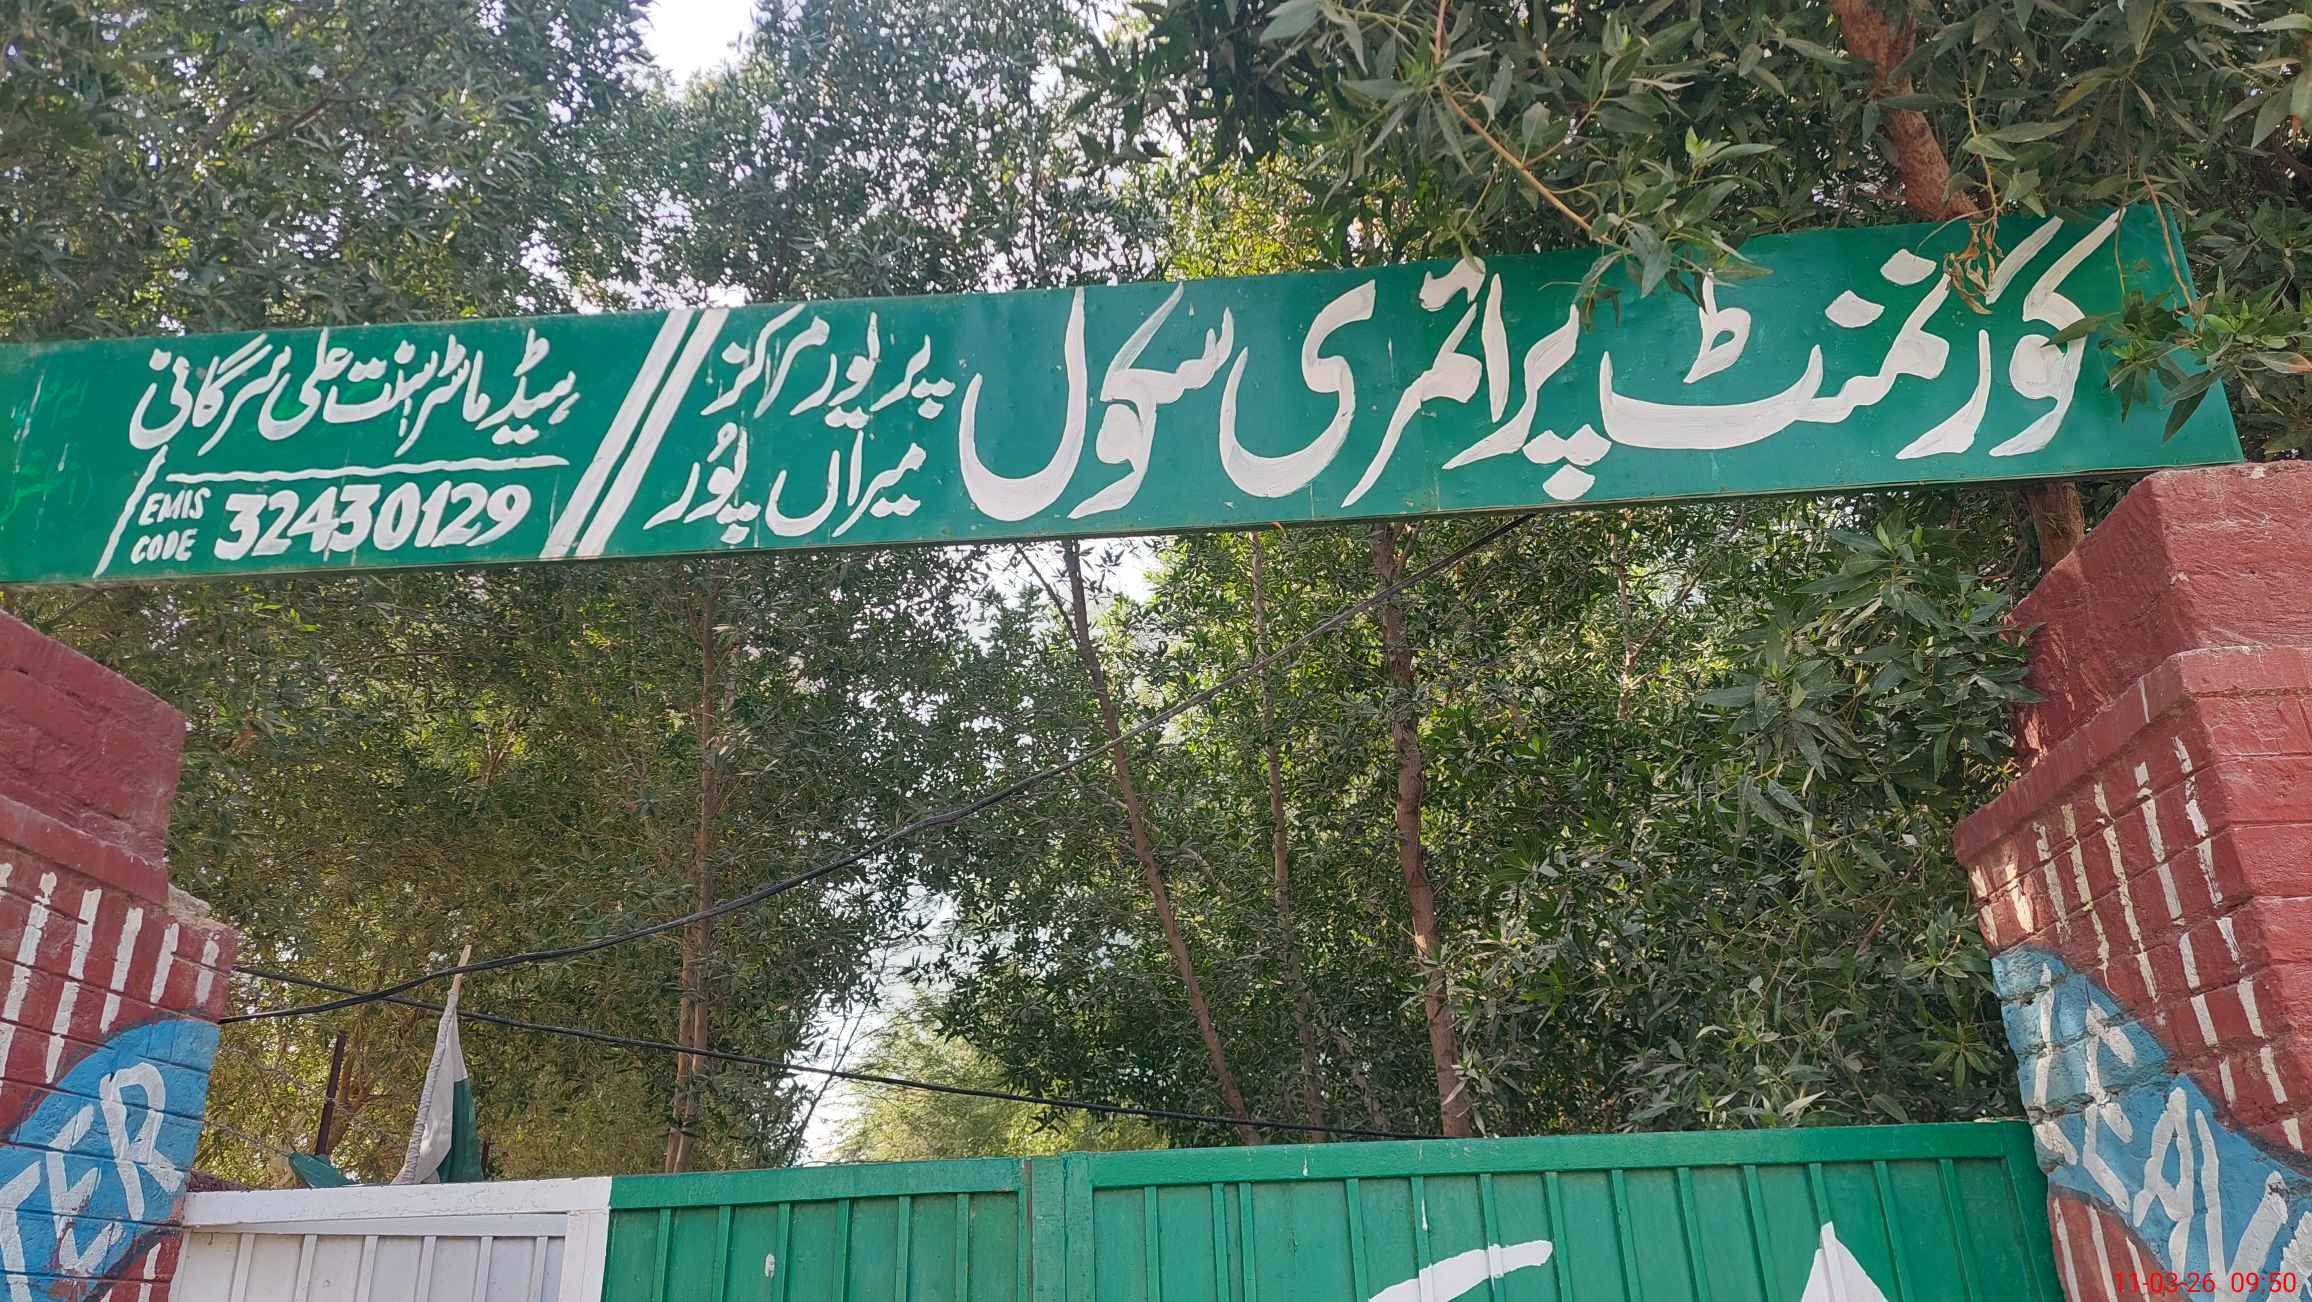 گورنمنٹ پرائمری سکول
پرپور مرکز
میراں پور
ہیڈ ماسٹر سنت علی سرگانی
EMIS
CODE
32430129
TER
11-03-26 09:50